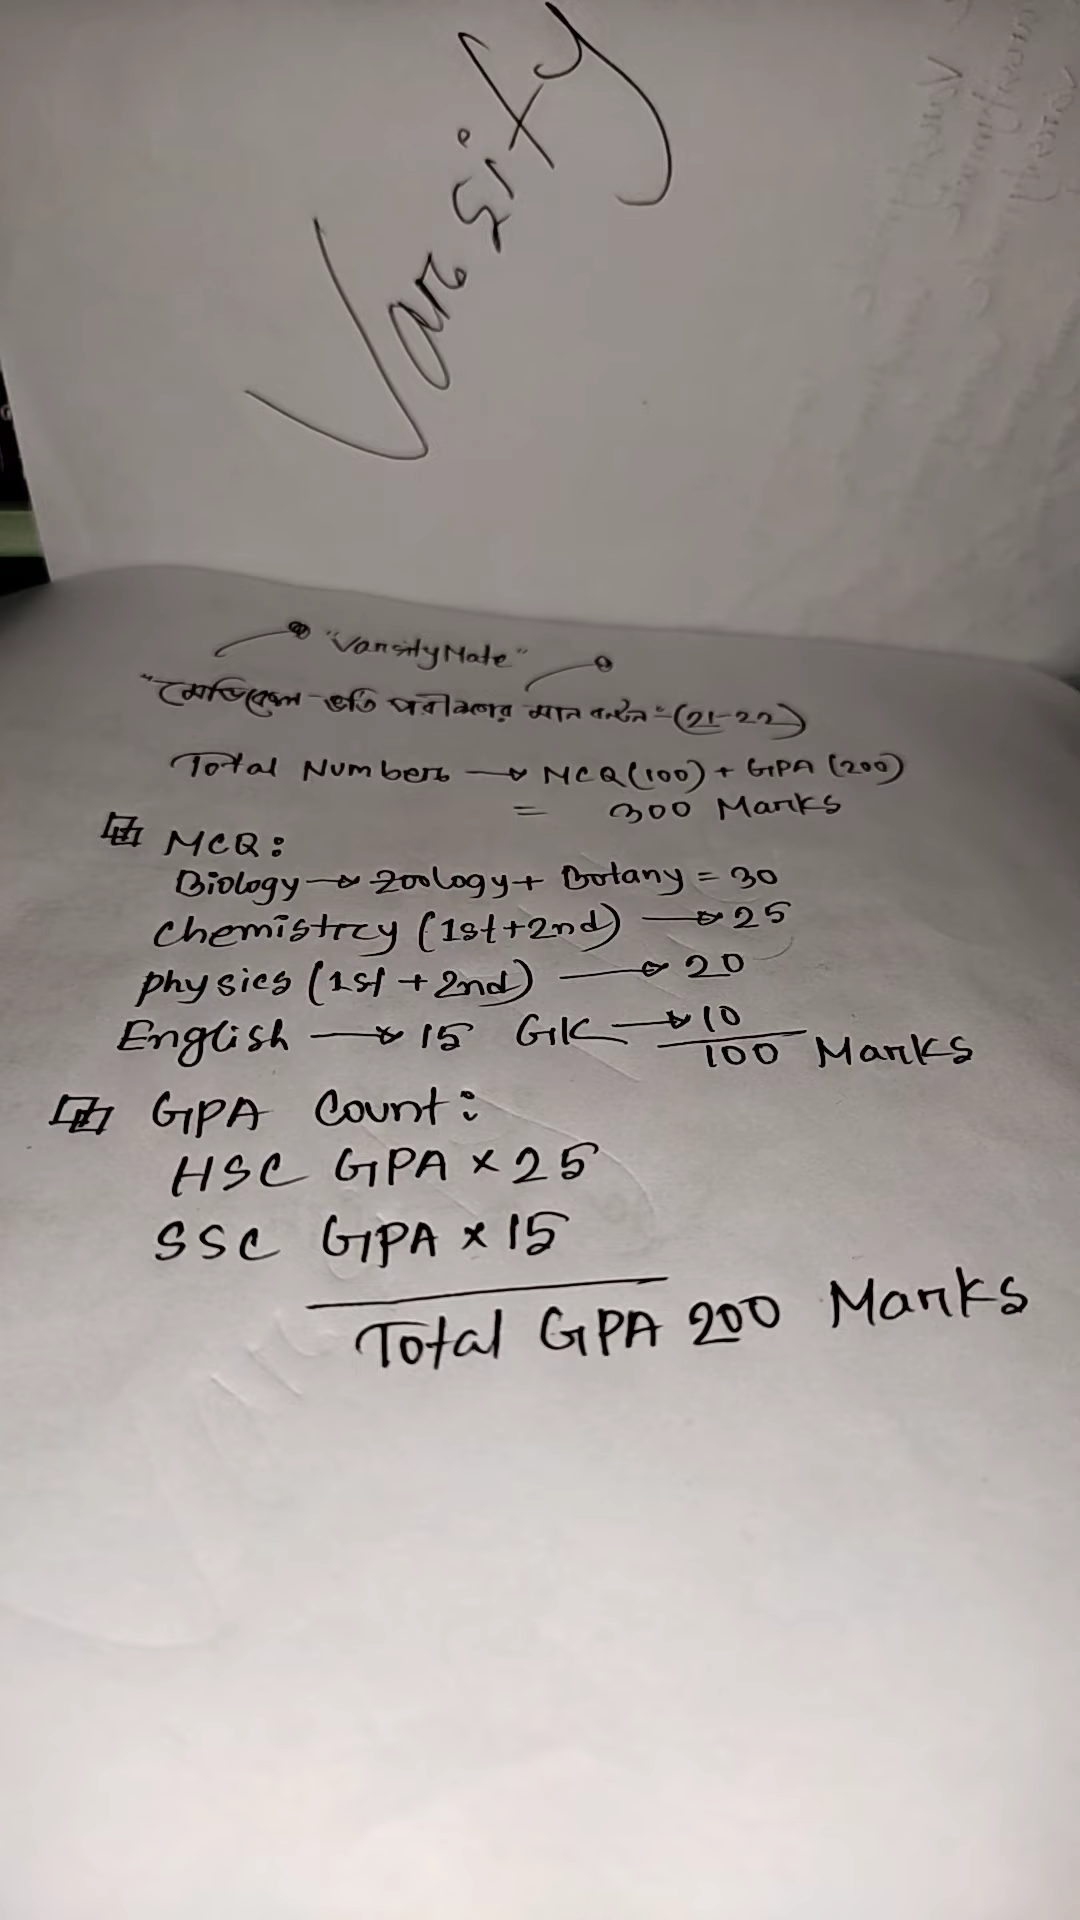 Varsity
"VarsityMate"
"মেডিকেল ভর্তি পরীক্ষার মান বন্টন"-(21-22)
Total Number → MCQ(100) + GPA (200)
= 300 Marks
MCQ:
Biology → Zoology + Botany = 30
Chemistry (1st+2nd) → 25
physics (1st + 2nd) → 20
English → 15 GK → 10
100 Marks
GPA Count:
HSC GPA × 25
SSC GPA × 15
Total GPA 200 Marks